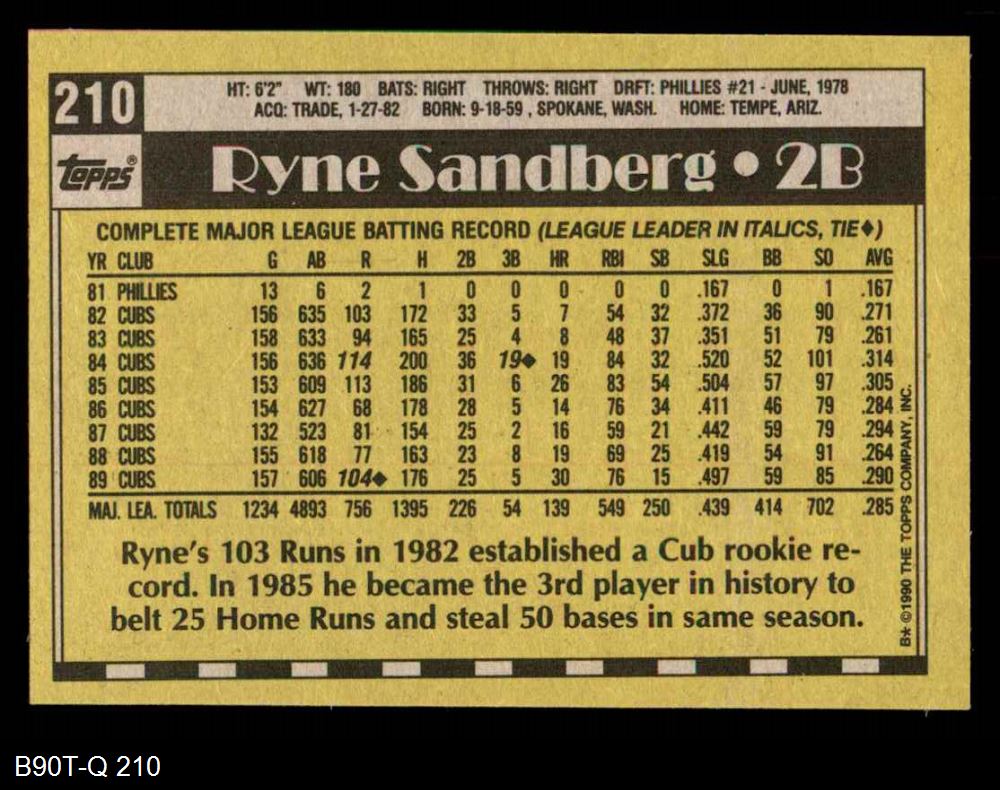 210
HT: 6'2" WT: 180 BATS: RIGHT THROWS: RIGHT DRFT: PHILLIES #21 - JUNE, 1978
ACQ: TRADE, 1-27-82 BORN: 9-18-59, SPOKANE, WASH. HOME: TEMPE, ARIZ.
TOPPS®
Ryne Sandberg • 2B
COMPLETE MAJOR LEAGUE BATTING RECORD (LEAGUE LEADER IN ITALICS, TIE♦)
YR CLUB G AB R H 2B 3B HR RBI SB SLG BB SO AVG
81 PHILLIES 13 6 2 1 0 0 0 0 0 .167 0 1 .167
82 CUBS 156 635 103 172 33 5 7 54 32 .372 36 90 .271
83 CUBS 158 633 94 165 25 4 8 48 37 .351 51 79 .261
84 CUBS 156 636 114 200 36 19♦ 19 84 32 .520 52 101 .314
85 CUBS 153 609 113 186 31 6 26 83 54 .504 57 97 .305
86 CUBS 154 627 68 178 28 5 14 76 34 .411 46 79 .284
87 CUBS 132 523 81 154 25 2 16 59 21 .442 59 79 .294
88 CUBS 155 618 77 163 23 8 19 69 25 .419 54 91 .264
89 CUBS 157 606 104♦ 176 25 5 30 76 15 .497 59 85 .290
MAJ. LEA. TOTALS 1234 4893 756 1395 226 54 139 549 250 .439 414 702 .285
Ryne's 103 Runs in 1982 established a Cub rookie re-
cord. In 1985 he became the 3rd player in history to
belt 25 Home Runs and steal 50 bases in same season.
B* ©1990 THE TOPPS COMPANY, INC.
B90T-Q 210